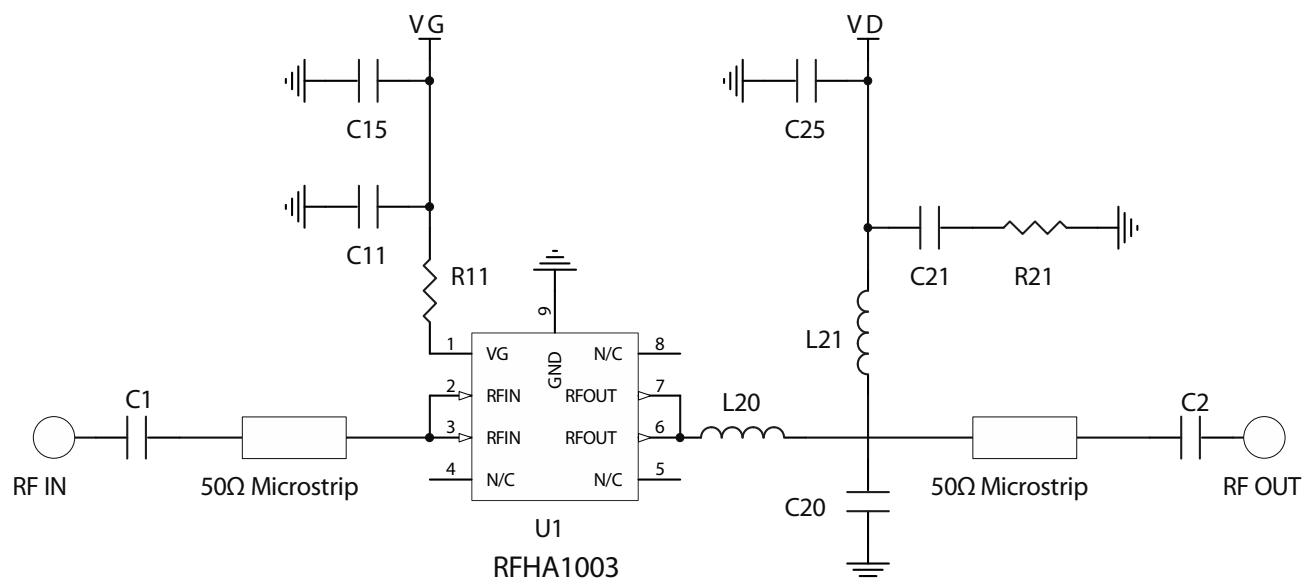 VG
VD
C15
C25
C11
R11
C21
R21
9
L21
1
VG
GND
N/C
8
2
RFIN
RFOUT
7
L20
C1
C2
3
RFIN
RFOUT
6
4
N/C
N/C
5
RF IN
50Ω Microstrip
50Ω Microstrip
RF OUT
C20
U1
RFHA1003